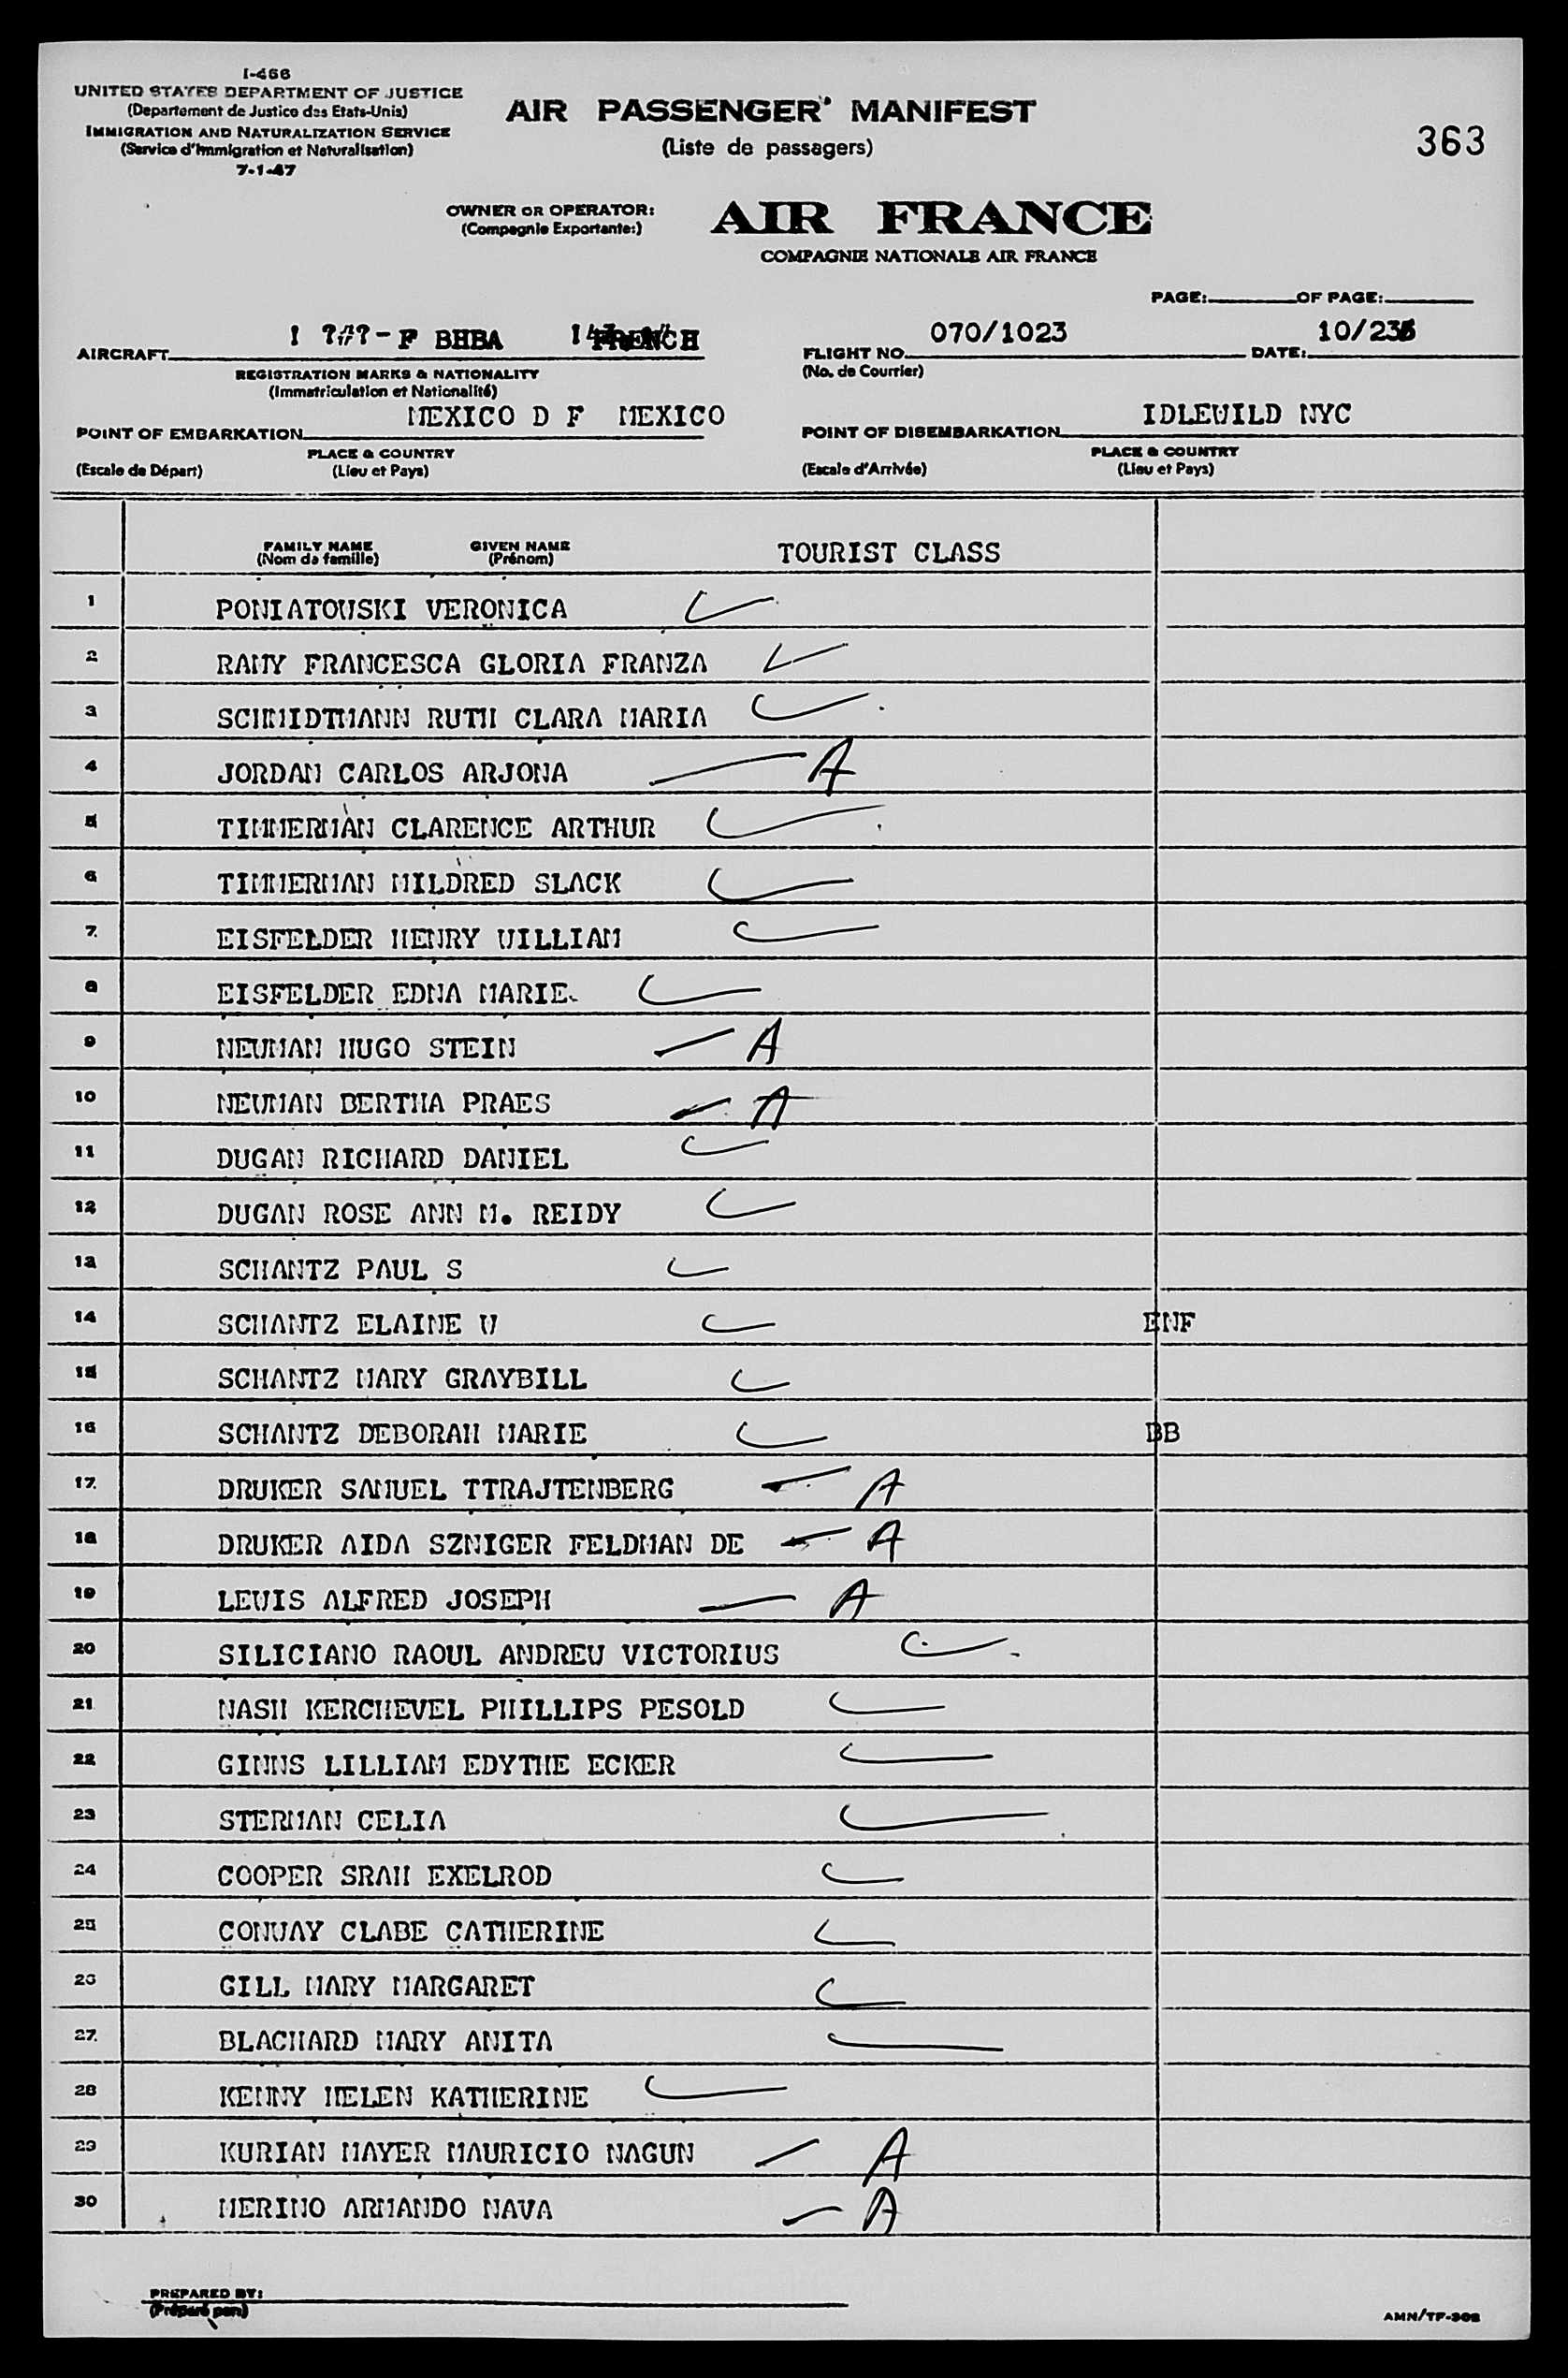 I-466
UNITED STATES DEPARTMENT OF JUSTICE
(Departement de Justice des Etats-Unis)
IMMIGRATION AND NATURALIZATION SERVICE
(Service d'Immigration et Naturalisation)
7-1-47
AIR PASSENGER MANIFEST
(Liste de passagers)
363
OWNER OR OPERATOR: AIR FRANCE
(Compagnie Exportante:)
COMPAGNIE NATIONALE AIR FRANCE
PAGE: OF PAGE:
AIRCRAFT I ?#?-F BHBA FRENCH
REGISTRATION MARKS & NATIONALITY
(Immatriculation et Nationalité)
FLIGHT NO. 070/1023 DATE:
(No. de Courrier)
POINT OF EMBARKATION MEXICO D F MEXICO
PLACE & COUNTRY
(Escale de Départ) (Lieu et Pays)
POINT OF DISEMBARKATION IDLEWILD NYC
PLACE & COUNTRY
(Escale d'Arrivée) (Lieu et Pays)
FAMILY NAME GIVEN NAME TOURIST CLASS
(Nom de famille) (Prénom)
1 PONIATOWSKI VERONICA
2 RAMY FRANCESCA GLORIA FRANZA
3 SCHMIDTMANN RUTH CLARA MARIA
4 JORDAN CARLOS ARJONA A
5 TIMMERMAN CLARENCE ARTHUR
6 TIMMERMAN MILDRED SLACK
7. EISFELDER HENRY WILLIAM
8 EISFELDER EDNA MARIE
9 NEWMAN HUGO STEIN A
10 NEWMAN BERTHA PRAES A
11 DUGAN RICHARD DANIEL
12 DUGAN ROSE ANN M. REIDY
13 SCHANTZ PAUL S
14 SCHANTZ ELAINE W ENF
15 SCHANTZ MARY GRAYBILL
16 SCHANTZ DEBORAH MARIE BB
17. DRUKER SAMUEL TTRAJTENBERG A
18 DRUKER AIDA SZNIGER FELDMAN DE A
19 LEWIS ALFRED JOSEPH A
20 SILICIANO RAOUL ANDREW VICTORIUS
21 NASH KERCHEVEL PHILLIPS PESOLD
22 GINNS LILLIAM EDYTHE ECKER
23 STERMAN CELIA
24 COOPER SRAH EXELROD
25 CONWAY CLABE CATHERINE
26 GILL MARY MARGARET
27. BLACHARD MARY ANITA
28 KENNY HELEN KATHERINE
29 KURIAN MAYER MAURICIO NAGUN A
30 MERINO ARMANDO NAVA A
PREPARED BY:
(Préparé par)
AMN/TF-302